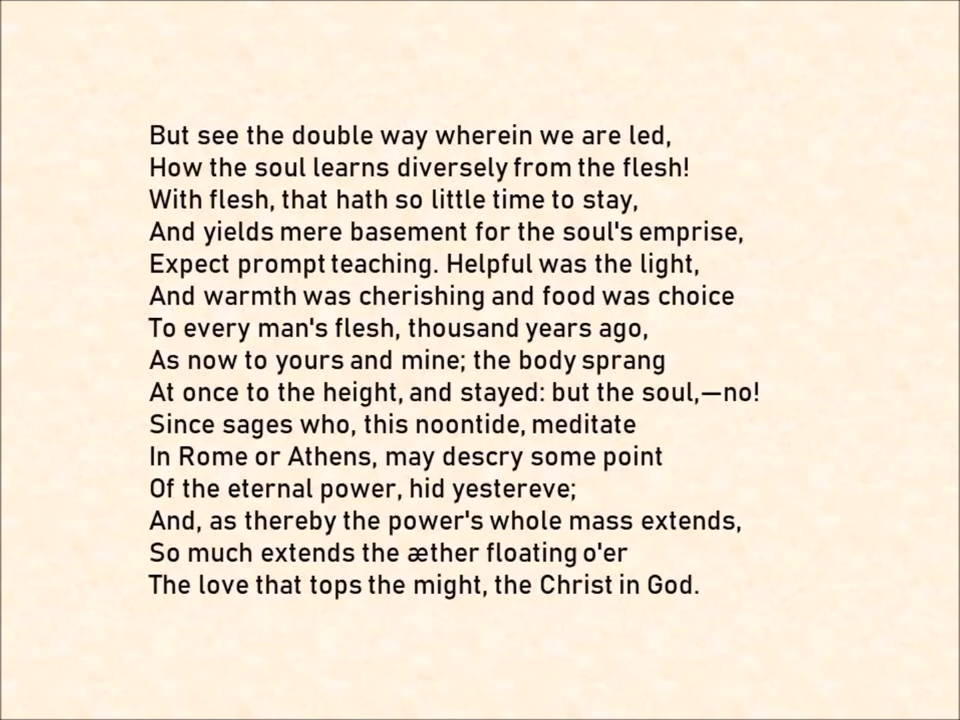 But see the double way wherein we are led,
How the soul learns diversely from the flesh!
With flesh, that hath so little time to stay,
And yields mere basement for the soul's emprise,
Expect prompt teaching. Helpful was the light,
And warmth was cherishing and food was choice
To every man's flesh, thousand years ago,
As now to yours and mine; the body sprang
At once to the height, and stayed: but the soul,—no!
Since sages who, this noontide, meditate
In Rome or Athens, may descry some point
Of the eternal power, hid yestereve;
And, as thereby the power's whole mass extends,
So much extends the æther floating o'er
The love that tops the might, the Christ in God.